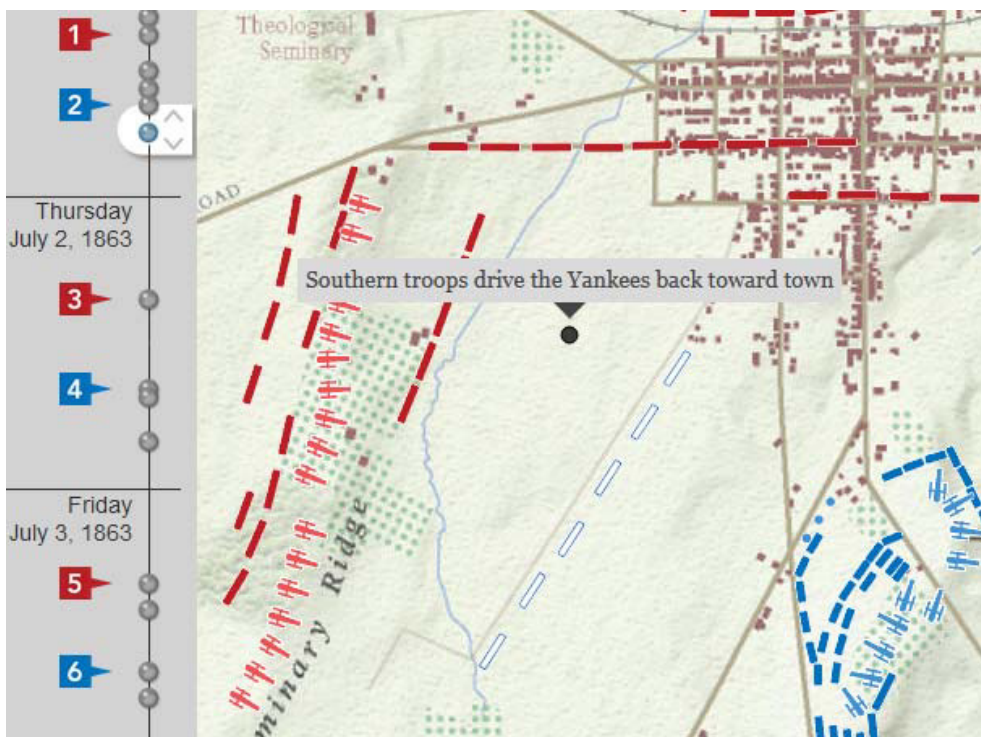 1
2
Thursday
July 2, 1863
3
4
Friday
July 3, 1863
5
6
Theological
Seminary
OAD
Southern troops drive the Yankees back toward town
minary Ridge